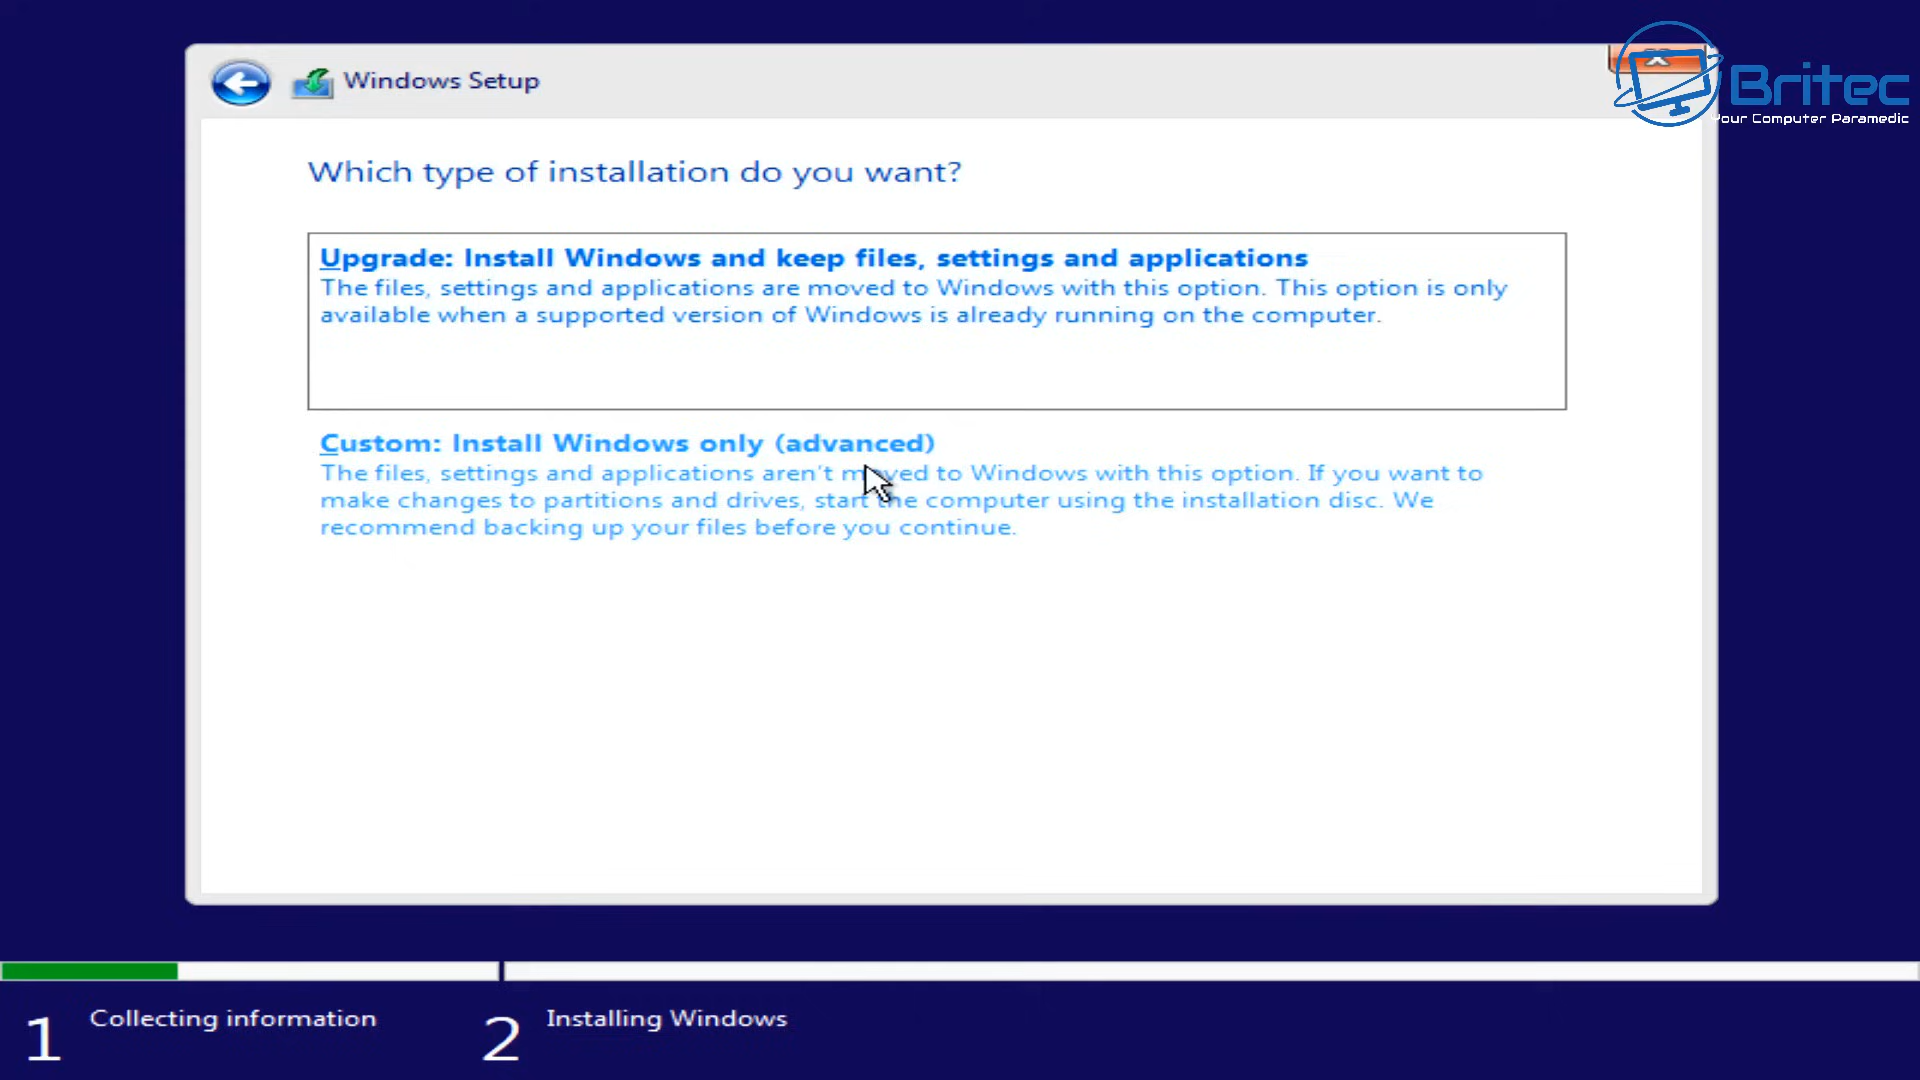 Windows Setup
Britec
Your Computer Paramedic
Which type of installation do you want?
Upgrade: Install Windows and keep files, settings and applications
The files, settings and applications are moved to Windows with this option. This option is only
available when a supported version of Windows is already running on the computer.
Custom: Install Windows only (advanced)
The files, settings and applications aren't moved to Windows with this option. If you want to
make changes to partitions and drives, start the computer using the installation disc. We
recommend backing up your files before you continue.
1 Collecting information
2 Installing Windows